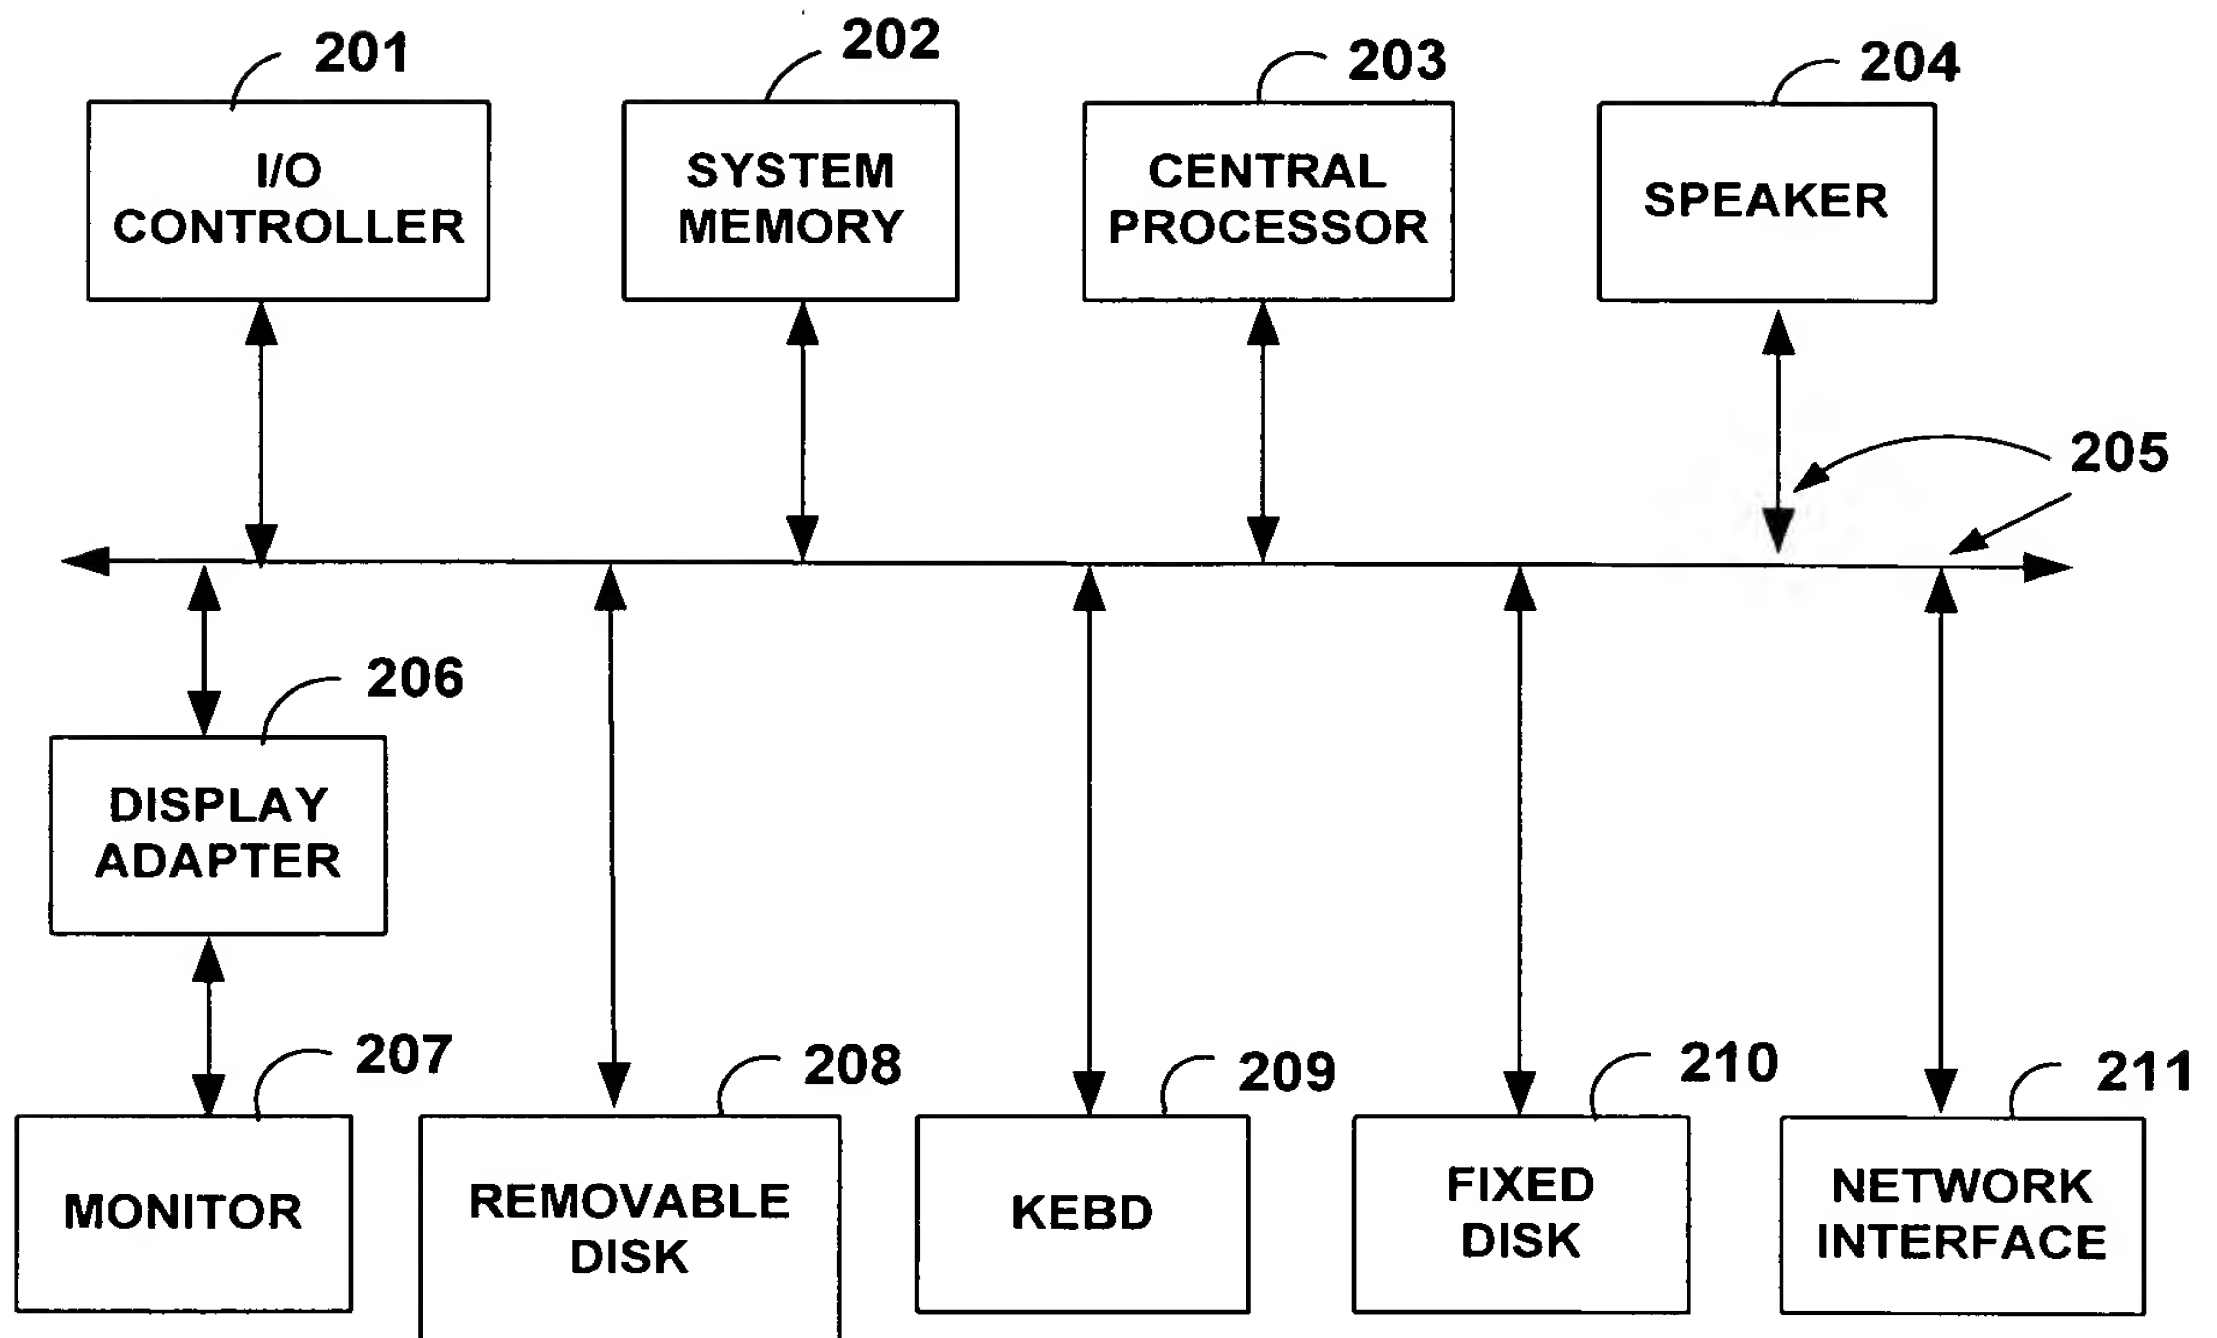 201
202
203
204
I/O
CONTROLLER
SYSTEM
MEMORY
CENTRAL
PROCESSOR
SPEAKER
205
206
DISPLAY
ADAPTER
207
208
209
210
211
MONITOR
REMOVABLE
DISK
KEBD
FIXED
DISK
NETWORK
INTERFACE